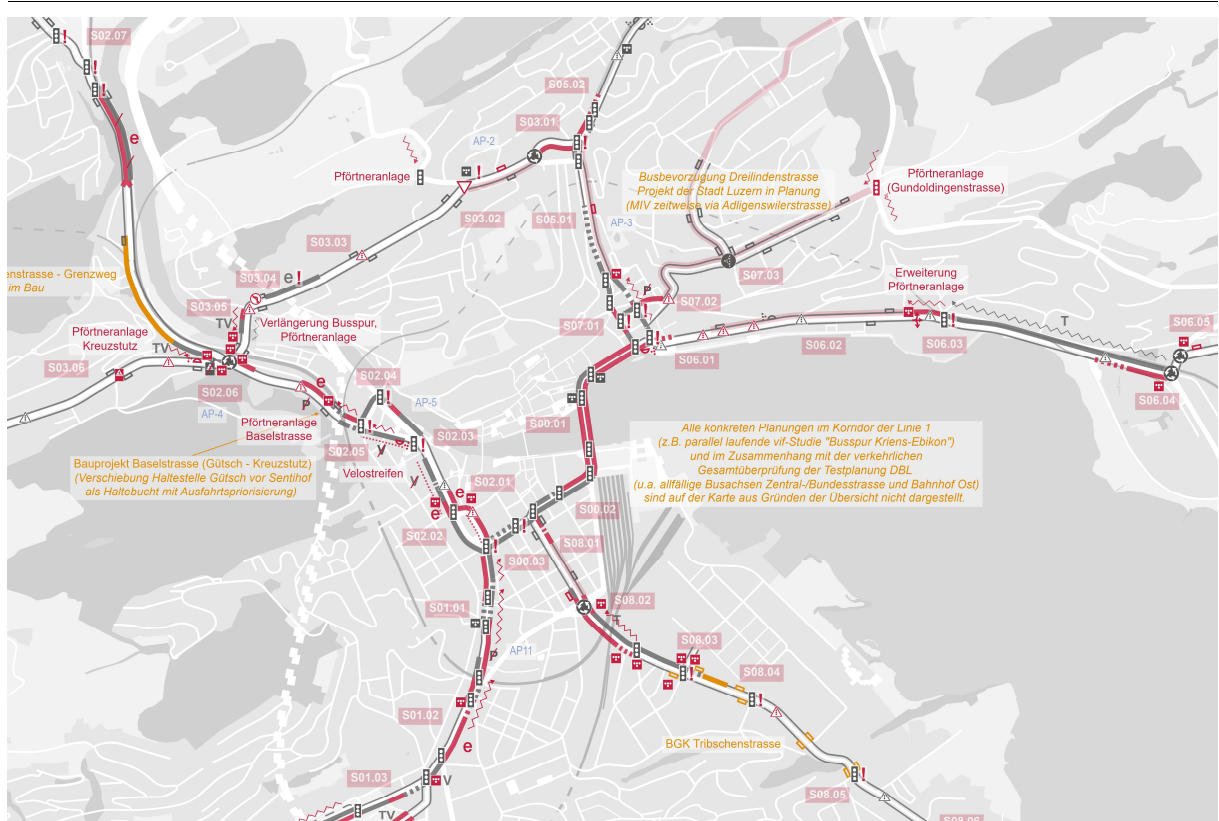 S02.07
!
!
!
e
S05.02
S03.01
AP-2
!
!
Pförtneranlage
S03.02
S05.01
AP-3
Busbevorzugung Dreilindenstrasse
Projekt der Stadt Luzern in Planung
(MIV zeitweise via Adligenswilerstrasse)
Pförtneranlage
(Gundoldingenstrasse)
S03.03
S07.03
enstrasse - Grenzweg
im Bau
S03.04
e!
Erweiterung
Pförtneranlage
P
S07.02
S03.05
TV
Verlängerung Busspur,
Pförtneranlage
!
S07.01
T
!
S06.05
Pförtneranlage
Kreuzstutz
TV
S06.02
S06.03
S06.01
S03.06
S02.06
S02.04
S06.04
AP-4
e
P
!
AP-5
Pförtneranlage
Baselstrasse
!
S02.05
e
!
S02.03
S00.01
V
Velostreifen
Bauprojekt Baselstrasse (Gütsch - Kreuzstutz)
(Verschiebung Haltestelle Gütsch vor Sentihof
als Haltebucht mit Ausfahrtspriorisierung)
Alle konkreten Planungen im Korridor der Linie 1
(z.B. parallel laufende vif-Studie "Busspur Kriens-Ebikon")
und im Zusammenhang mit der verkehrlichen
Gesamtüberprüfung der Testplanung DBL
(u.a. allfällige Busachsen Zentral-/Bundesstrasse und Bahnhof Ost)
sind auf der Karte aus Gründen der Übersicht nicht dargestellt.
V
e
S02.01
e
S00.02
!
S02.02
!
S00.03
S08.01
S01.01
S08.02
T
AP11
P
S08.03
!
S08.04
!
S01.02
e
BGK Tribschenstrasse
S01.03
V
!
S08.05
TV
S08.06